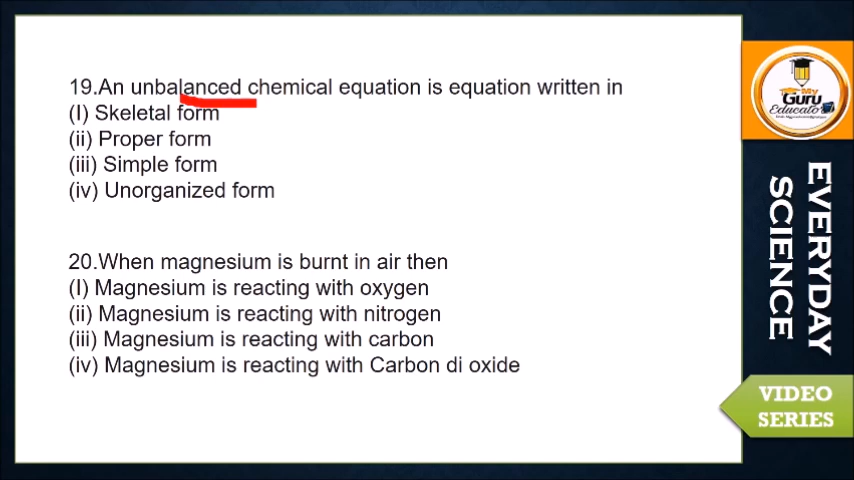 19.An unbalanced chemical equation is equation written in
(I) Skeletal form
(ii) Proper form
(iii) Simple form
(iv) Unorganized form
20.When magnesium is burnt in air then
(I) Magnesium is reacting with oxygen
(ii) Magnesium is reacting with nitrogen
(iii) Magnesium is reacting with carbon
(iv) Magnesium is reacting with Carbon di oxide
My
Guru
Educator
EVERYDAY
SCIENCE
VIDEO
SERIES